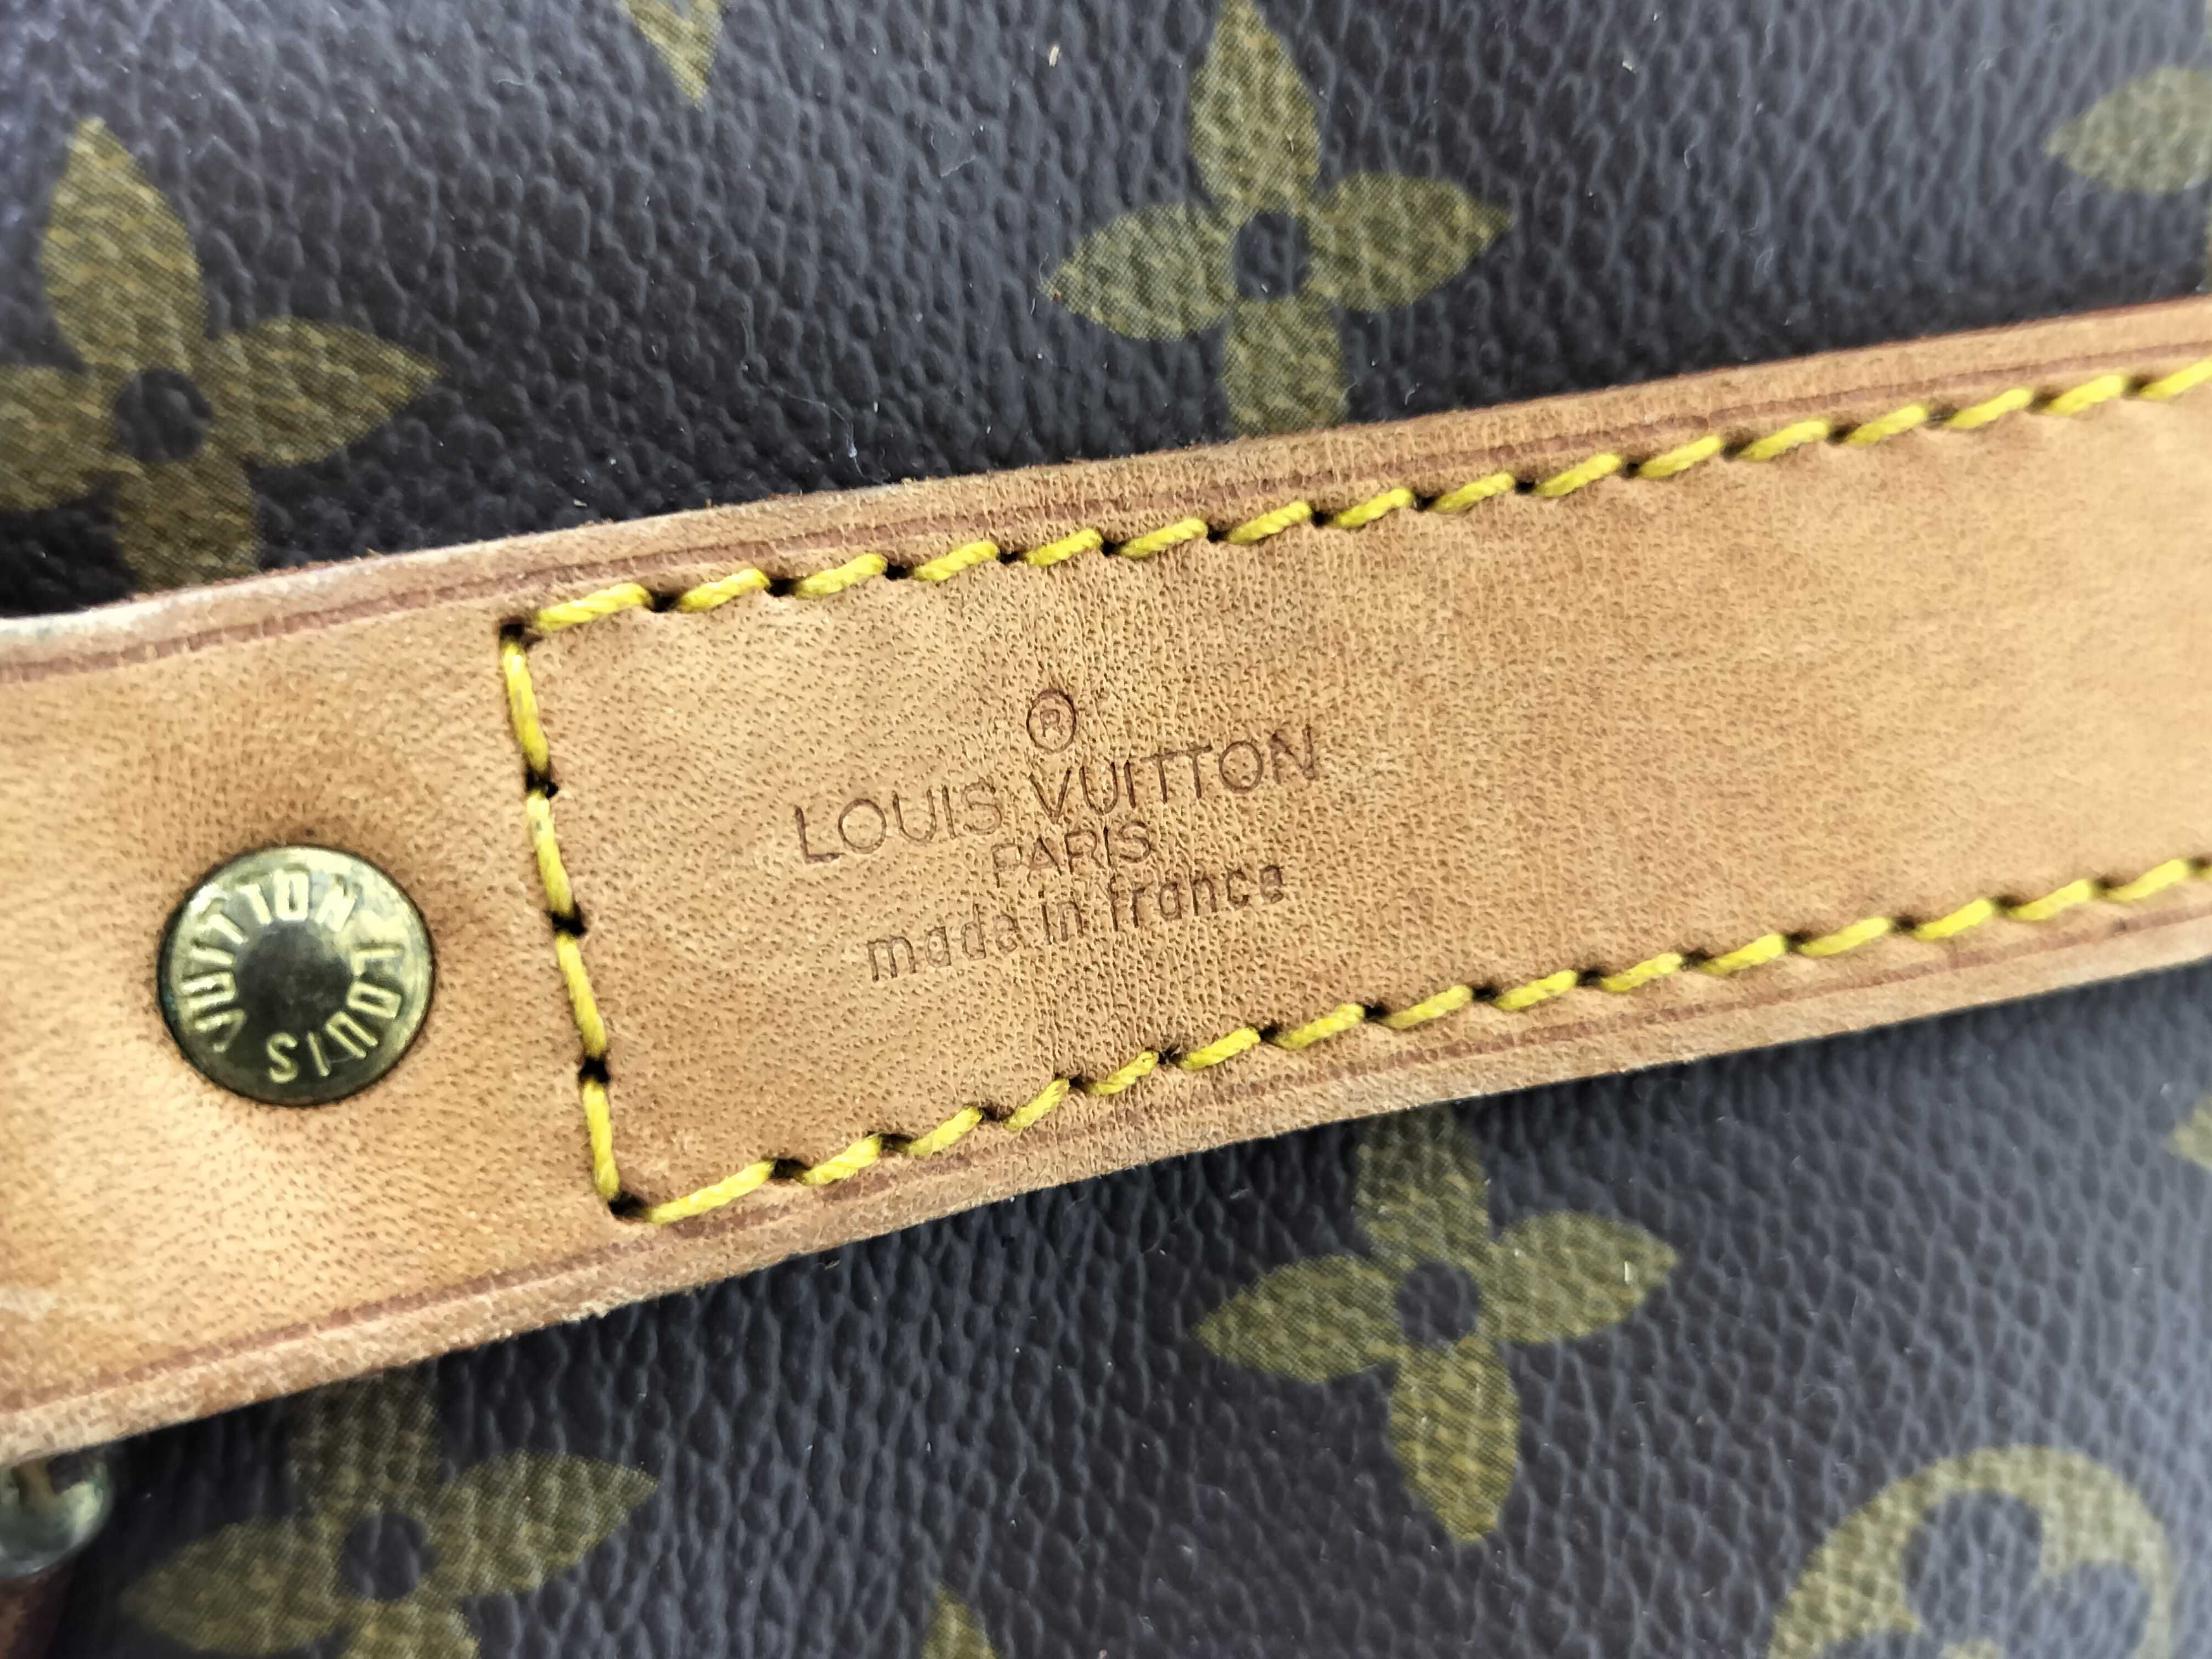 ®
LOUIS VUITTON
PARIS
made in france
LOUIS VUITTON